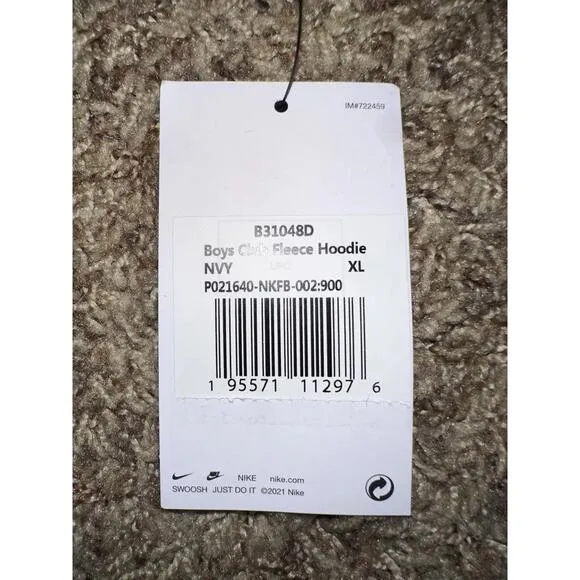 IM#722459
B31048D
Boys Club Fleece Hoodie
NVY XL
P021640-NKFB-002:900
1 95571 11297 6
NIKE nike.com
SWOOSH JUST DO IT ©2021 Nike